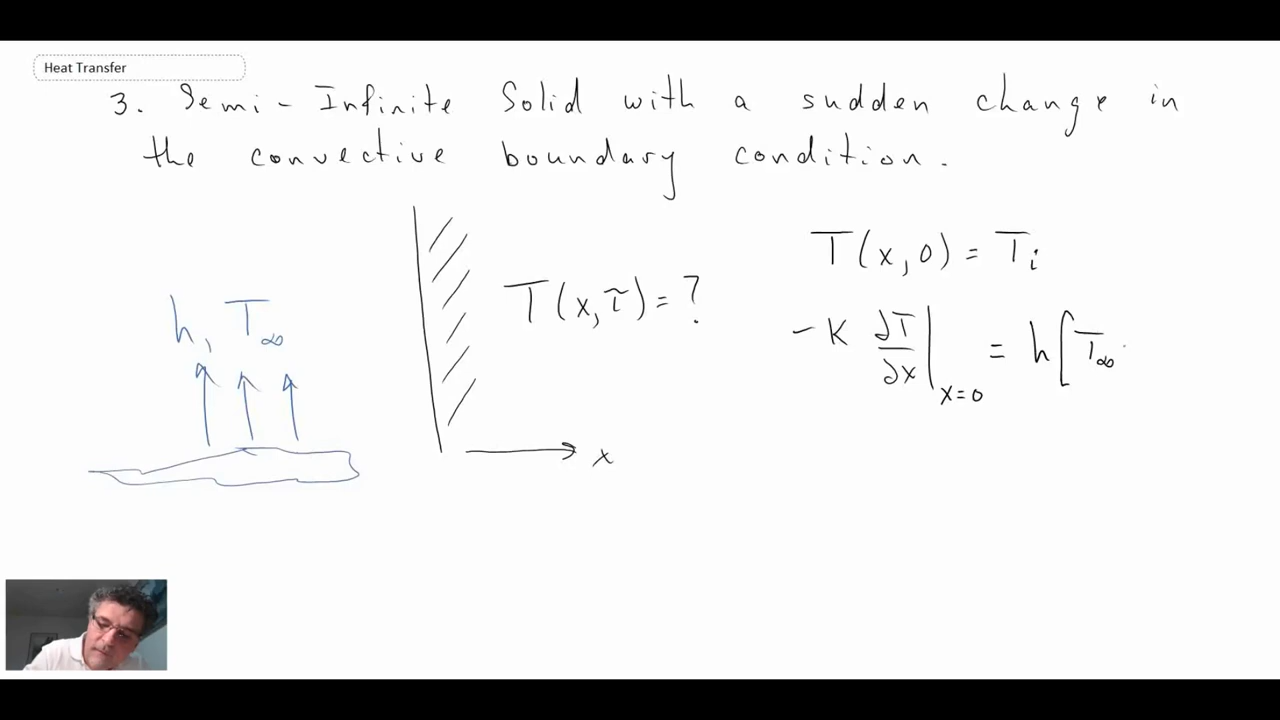 Heat Transfer
3. Semi-Infinite Solid with a sudden change in
the convective boundary condition.
T(x,0) = Ti
T(x,τ) = ?
h, T∞
-K ∂T/∂x |x=0 = h[T∞
x